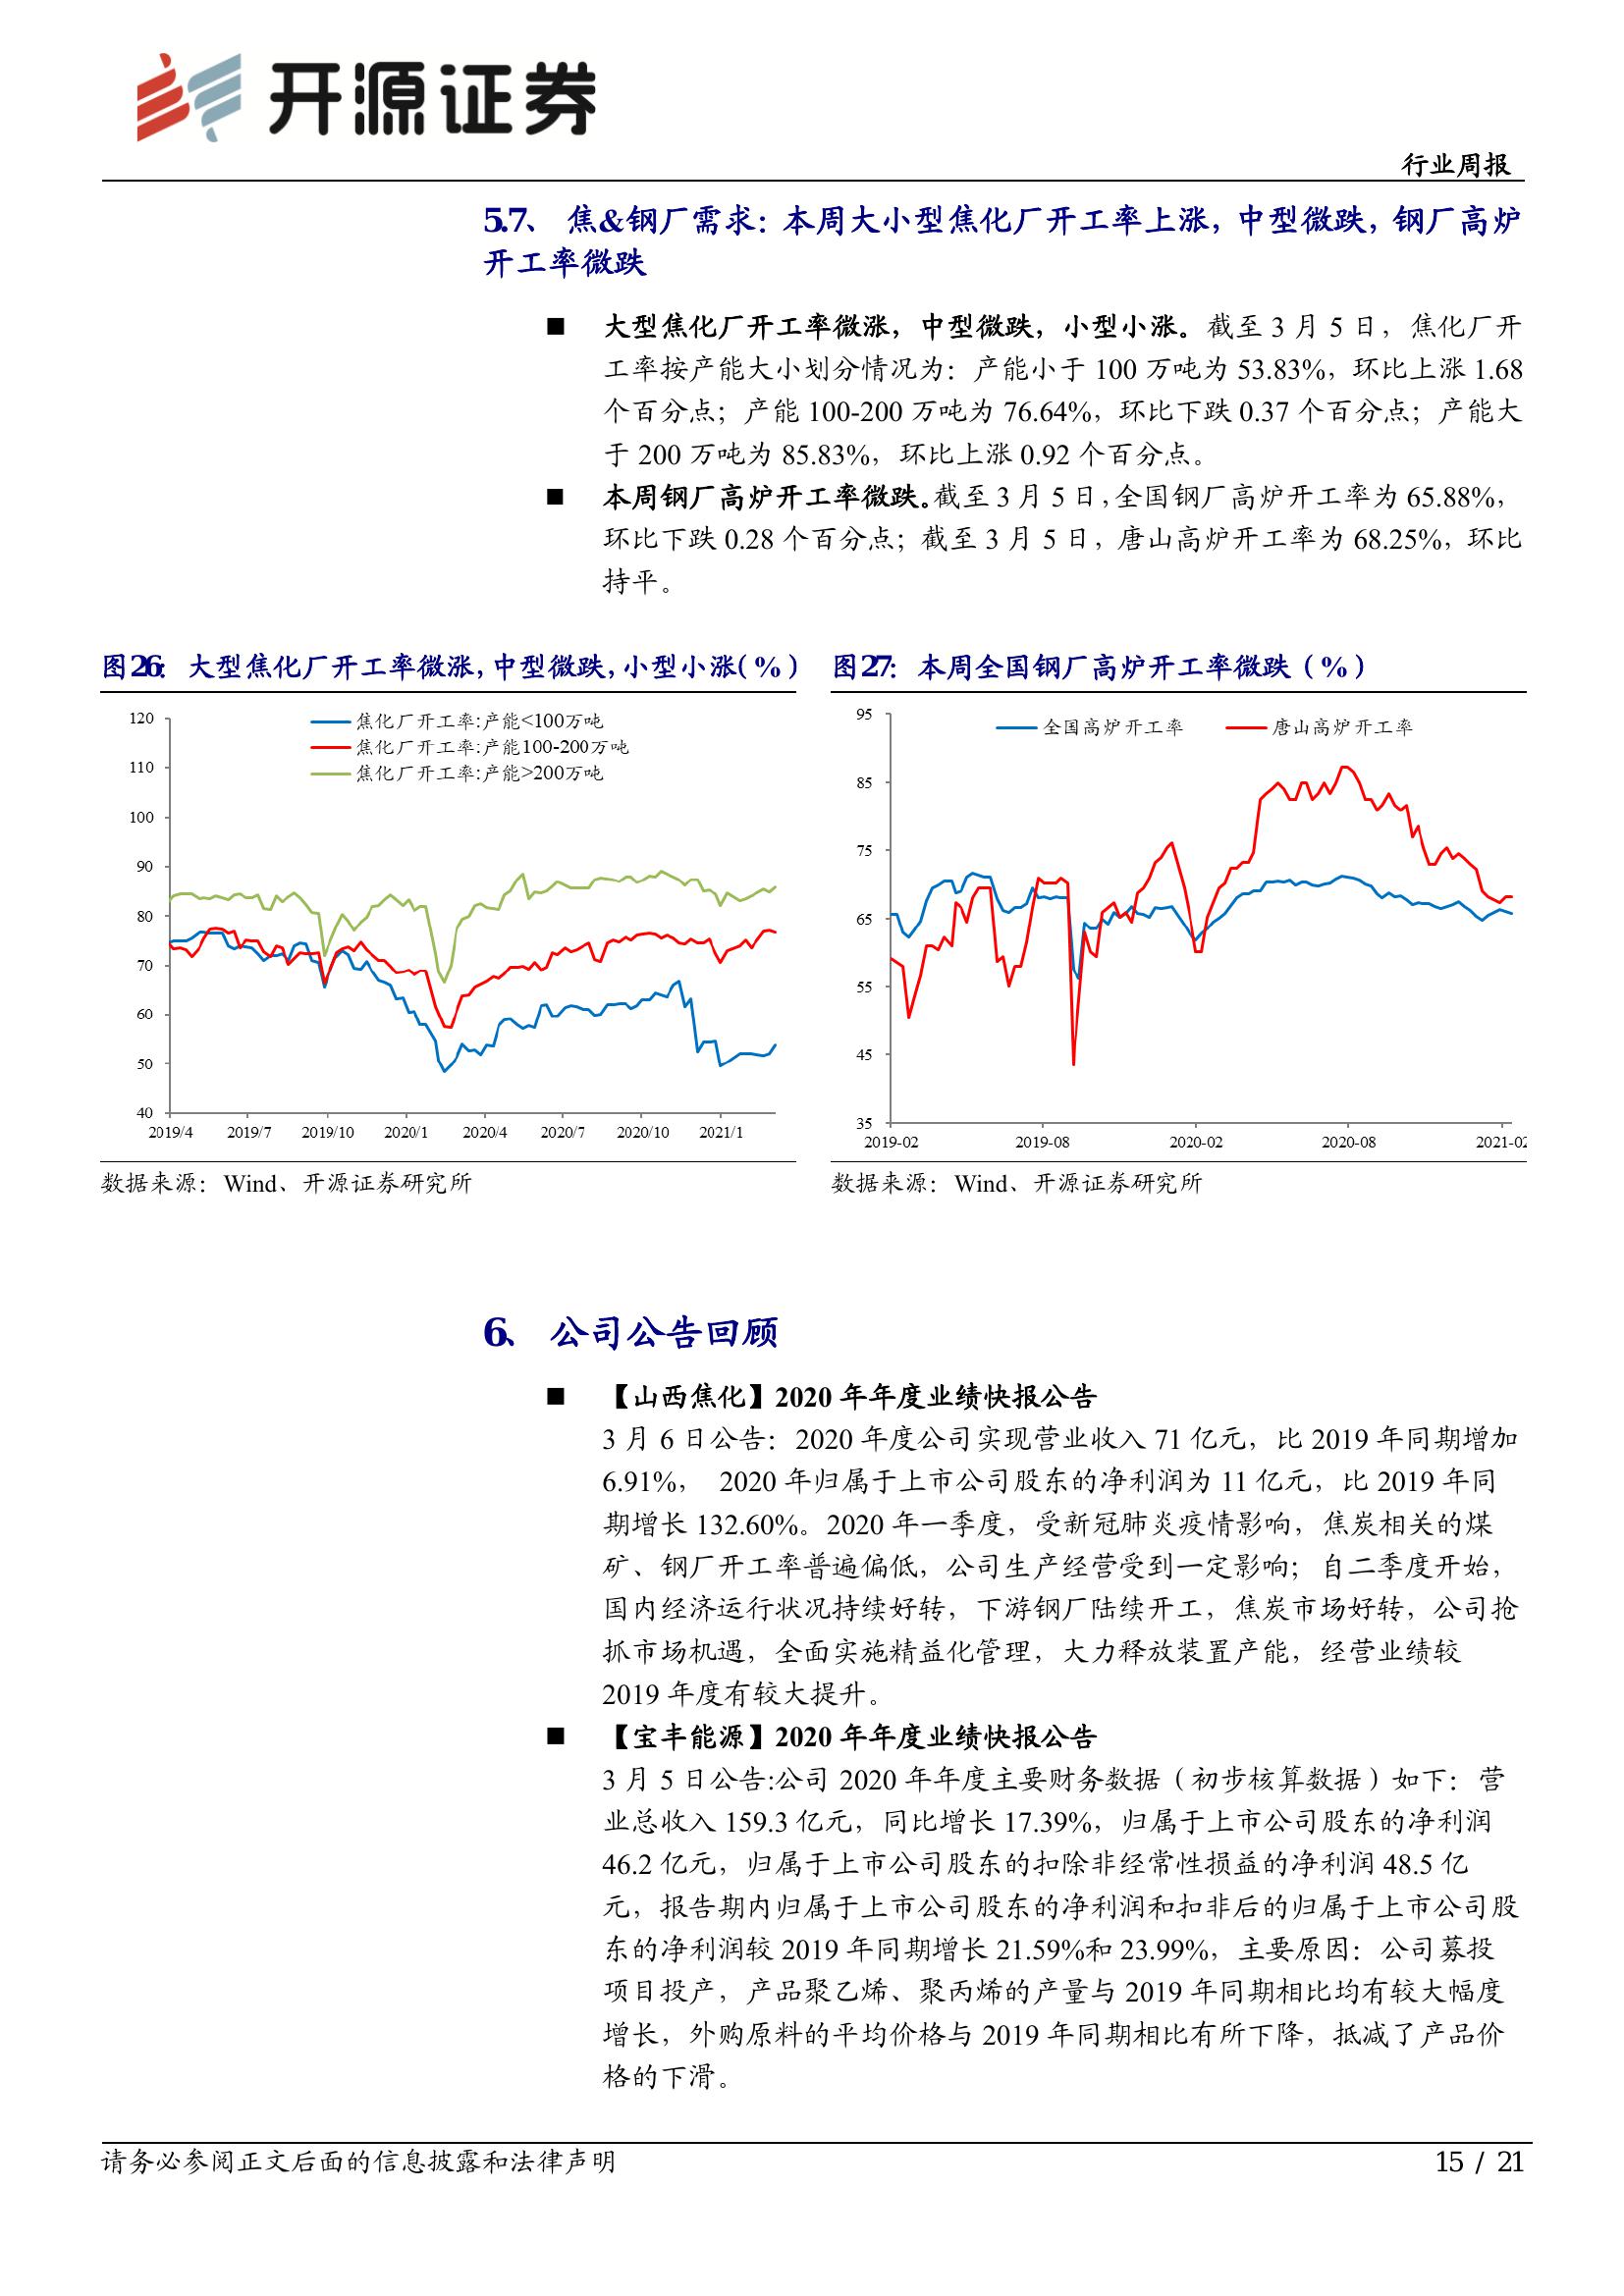 开源证券
行业周报
5.7、 焦&钢厂需求：本周大小型焦化厂开工率上涨，中型微跌，钢厂高炉
开工率微跌
■ 大型焦化厂开工率微涨，中型微跌，小型小涨。截至 3 月 5 日，焦化厂开
工率按产能大小划分情况为：产能小于 100 万吨为 53.83%，环比上涨 1.68
个百分点；产能 100-200 万吨为 76.64%，环比下跌 0.37 个百分点；产能大
于 200 万吨为 85.83%，环比上涨 0.92 个百分点。
■ 本周钢厂高炉开工率微跌。截至 3 月 5 日，全国钢厂高炉开工率为 65.88%，
环比下跌 0.28 个百分点；截至 3 月 5 日，唐山高炉开工率为 68.25%，环比
持平。
图26： 大型焦化厂开工率微涨，中型微跌，小型小涨（%）
120
110
100
90
80
70
60
50
40
焦化厂开工率:产能<100万吨
焦化厂开工率:产能100-200万吨
焦化厂开工率:产能>200万吨
2019/4 2019/7 2019/10 2020/1 2020/4 2020/7 2020/10 2021/1
数据来源：Wind、开源证券研究所
图27： 本周全国钢厂高炉开工率微跌（%）
95
85
75
65
55
45
35
全国高炉开工率 唐山高炉开工率
2019-02 2019-08 2020-02 2020-08 2021-02
数据来源：Wind、开源证券研究所
6、 公司公告回顾
■ 【山西焦化】2020 年年度业绩快报公告
3 月 6 日公告：2020 年度公司实现营业收入 71 亿元，比 2019 年同期增加
6.91%， 2020 年归属于上市公司股东的净利润为 11 亿元，比 2019 年同
期增长 132.60%。2020 年一季度，受新冠肺炎疫情影响，焦炭相关的煤
矿、钢厂开工率普遍偏低，公司生产经营受到一定影响；自二季度开始，
国内经济运行状况持续好转，下游钢厂陆续开工，焦炭市场好转，公司抢
抓市场机遇，全面实施精益化管理，大力释放装置产能，经营业绩较
2019 年度有较大提升。
■ 【宝丰能源】2020 年年度业绩快报公告
3 月 5 日公告:公司 2020 年年度主要财务数据（初步核算数据）如下：营
业总收入 159.3 亿元，同比增长 17.39%，归属于上市公司股东的净利润
46.2 亿元，归属于上市公司股东的扣除非经常性损益的净利润 48.5 亿
元，报告期内归属于上市公司股东的净利润和扣非后的归属于上市公司股
东的净利润较 2019 年同期增长 21.59%和 23.99%，主要原因：公司募投
项目投产，产品聚乙烯、聚丙烯的产量与 2019 年同期相比均有较大幅度
增长，外购原料的平均价格与 2019 年同期相比有所下降，抵减了产品价
格的下滑。
请务必参阅正文后面的信息披露和法律声明
15 / 21